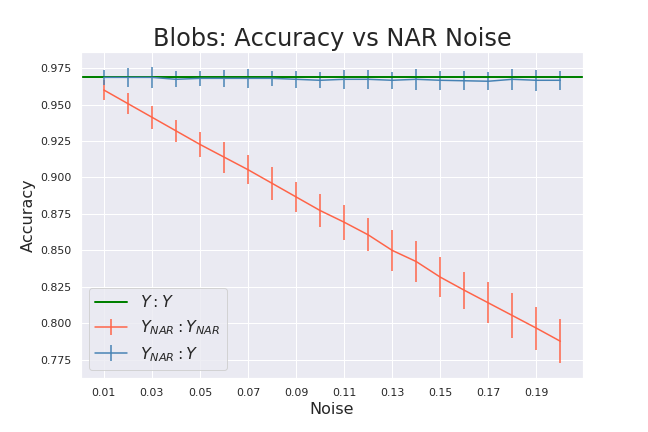 Blobs: Accuracy vs NAR Noise
Accuracy
0.975
0.950
0.925
0.900
0.875
0.850
0.825
0.800
0.775
Y : Y
Y_NAR : Y_NAR
Y_NAR : Y
0.01 0.03 0.05 0.07 0.09 0.11 0.13 0.15 0.17 0.19
Noise